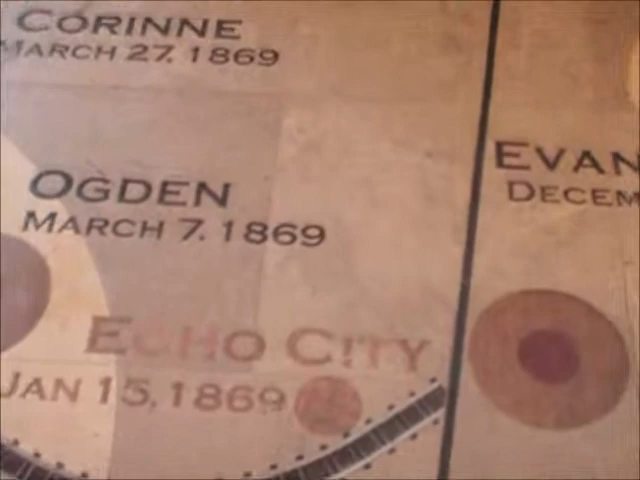 CORINNE
MARCH 27, 1869
OGDEN
MARCH 7, 1869
EVAN
DECEM
ECHO CITY
JAN 15, 1869